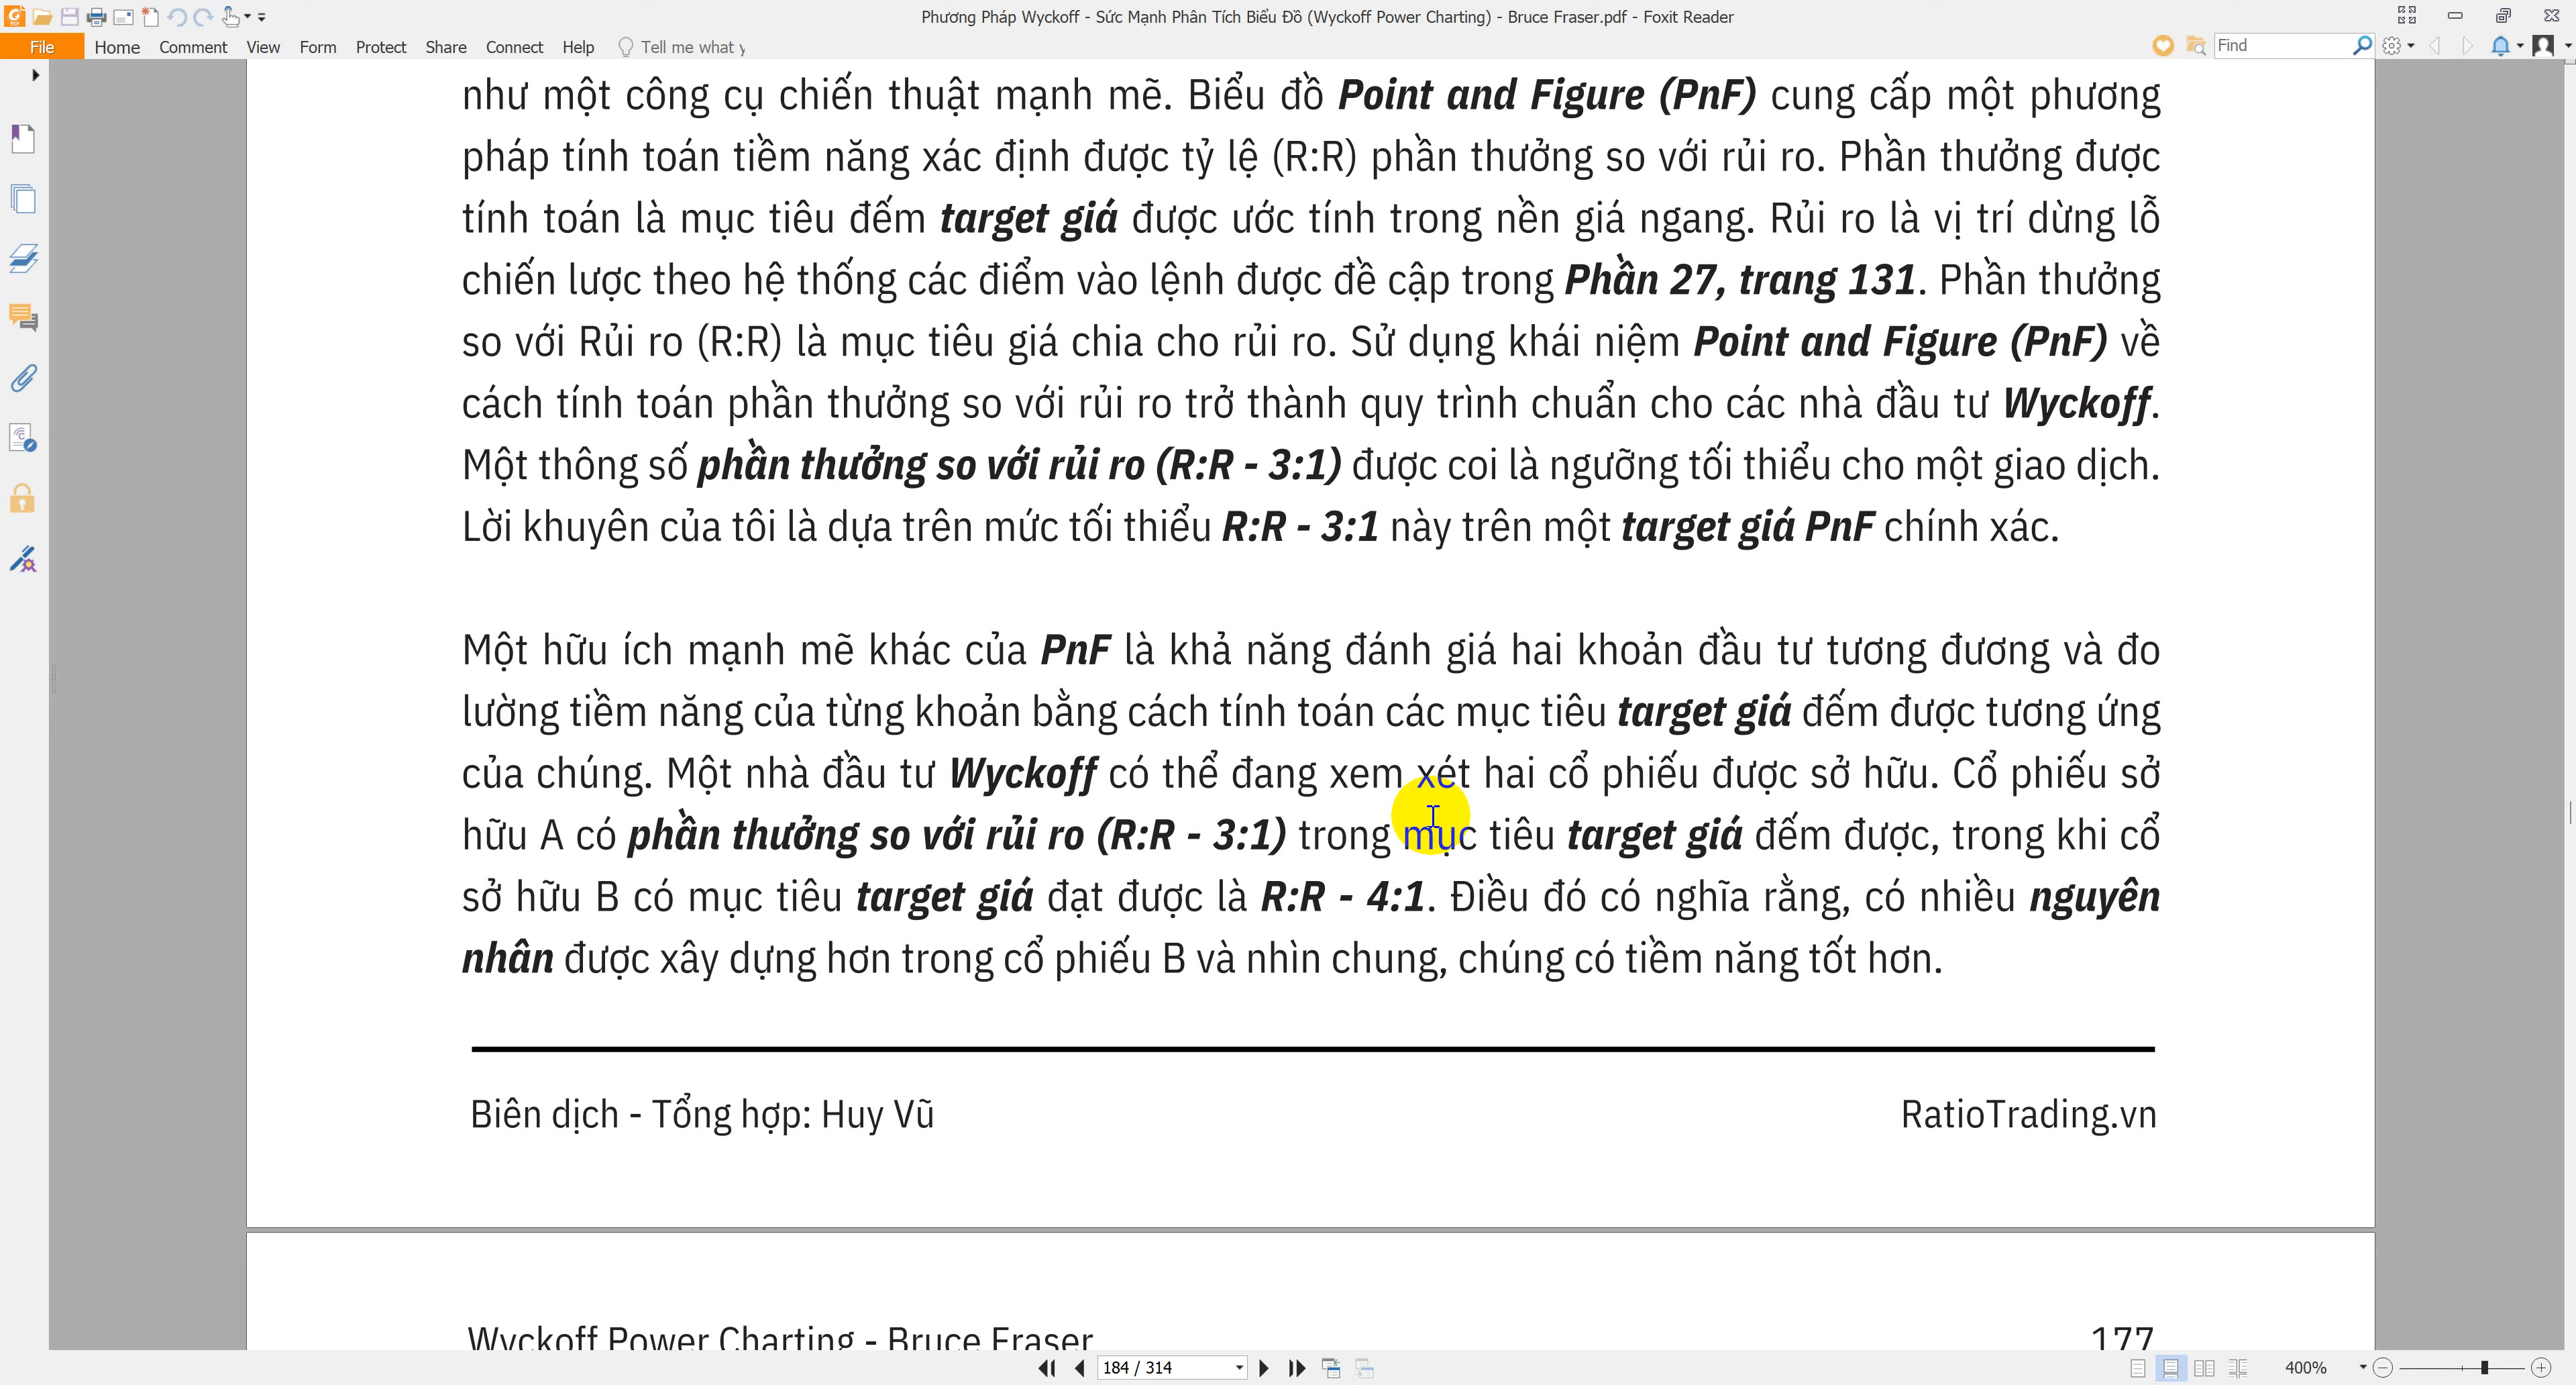 Phương Pháp Wyckoff - Sức Mạnh Phân Tích Biểu Đồ (Wyckoff Power Charting) - Bruce Fraser.pdf - Foxit Reader
File Home Comment View Form Protect Share Connect Help Tell me what y
Find
như một công cụ chiến thuật mạnh mẽ. Biểu đồ Point and Figure (PnF) cung cấp một phương
pháp tính toán tiềm năng xác định được tỷ lệ (R:R) phần thưởng so với rủi ro. Phần thưởng được
tính toán là mục tiêu đếm target giá được ước tính trong nền giá ngang. Rủi ro là vị trí dừng lỗ
chiến lược theo hệ thống các điểm vào lệnh được đề cập trong Phần 27, trang 131. Phần thưởng
so với Rủi ro (R:R) là mục tiêu giá chia cho rủi ro. Sử dụng khái niệm Point and Figure (PnF) về
cách tính toán phần thưởng so với rủi ro trở thành quy trình chuẩn cho các nhà đầu tư Wyckoff.
Một thông số phần thưởng so với rủi ro (R:R - 3:1) được coi là ngưỡng tối thiểu cho một giao dịch.
Lời khuyên của tôi là dựa trên mức tối thiểu R:R - 3:1 này trên một target giá PnF chính xác.
Một hữu ích mạnh mẽ khác của PnF là khả năng đánh giá hai khoản đầu tư tương đương và đo
lường tiềm năng của từng khoản bằng cách tính toán các mục tiêu target giá đếm được tương ứng
của chúng. Một nhà đầu tư Wyckoff có thể đang xem xét hai cổ phiếu được sở hữu. Cổ phiếu sở
hữu A có phần thưởng so với rủi ro (R:R - 3:1) trong mục tiêu target giá đếm được, trong khi cổ
sở hữu B có mục tiêu target giá đạt được là R:R - 4:1. Điều đó có nghĩa rằng, có nhiều nguyên
nhân được xây dựng hơn trong cổ phiếu B và nhìn chung, chúng có tiềm năng tốt hơn.
Biên dịch - Tổng hợp: Huy Vũ RatioTrading.vn
Wyckoff Power Charting - Bruce Fraser 177
184 / 314 400%